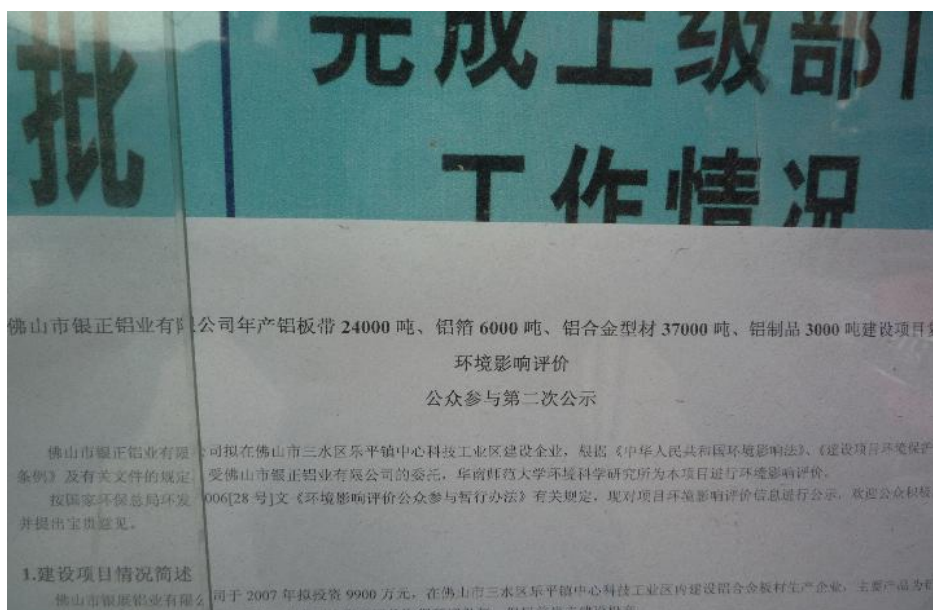 批
完成上级部门
工作情况
佛山市银正铝业有限公司年产铝板带 24000 吨、铝箔 6000 吨、铝合金型材 37000 吨、铝制品 3000 吨建设项目
环境影响评价
公众参与第二次公示
佛山市银正铝业有限公司拟在佛山市三水区乐平镇中心科技工业区建设企业，根据《中华人民共和国环境影响法》、《建设项目环境保护
条例》及有关文件的规定，受佛山市银正铝业有限公司的委托，华南师范大学环境科学研究所为本项目进行环境影响评价。
按国家环保总局环发 006[28 号]文《环境影响评价公众参与暂行办法》有关规定，现对项目环境影响评价信息进行公示，欢迎公众积极
并提出宝贵意见。
1.建设项目情况简述
佛山市银展铝业有限公司于 2007 年拟投资 9900 万元，在佛山市三水区乐平镇中心科技工业区内建设铝合金板材生产企业，主要产品为